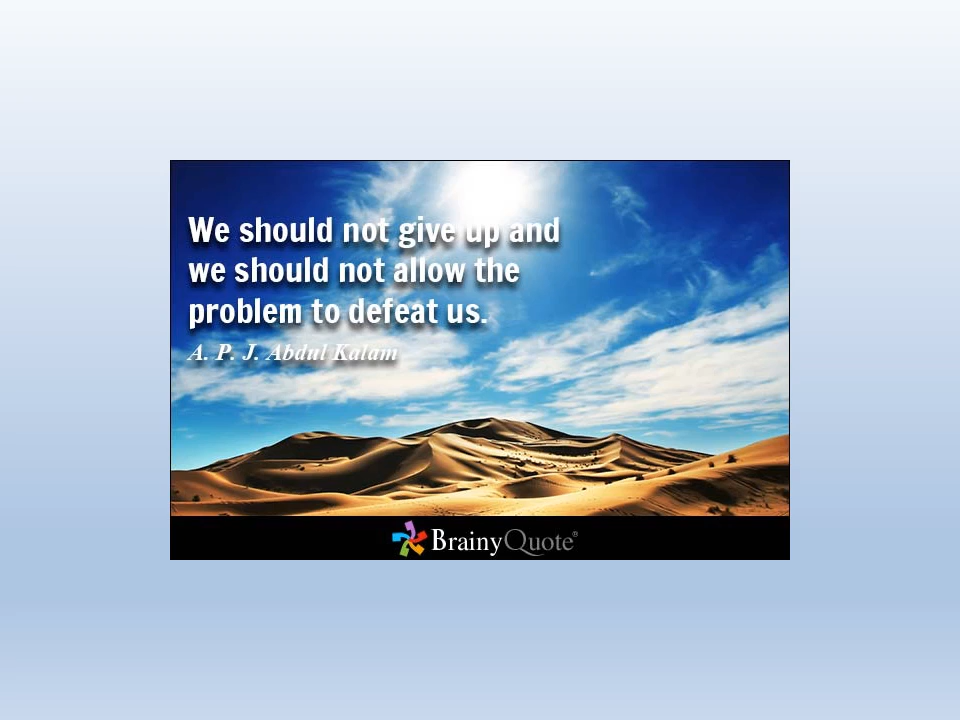 We should not give up and
we should not allow the
problem to defeat us.
A. P. J. Abdul Kalam
BrainyQuote®